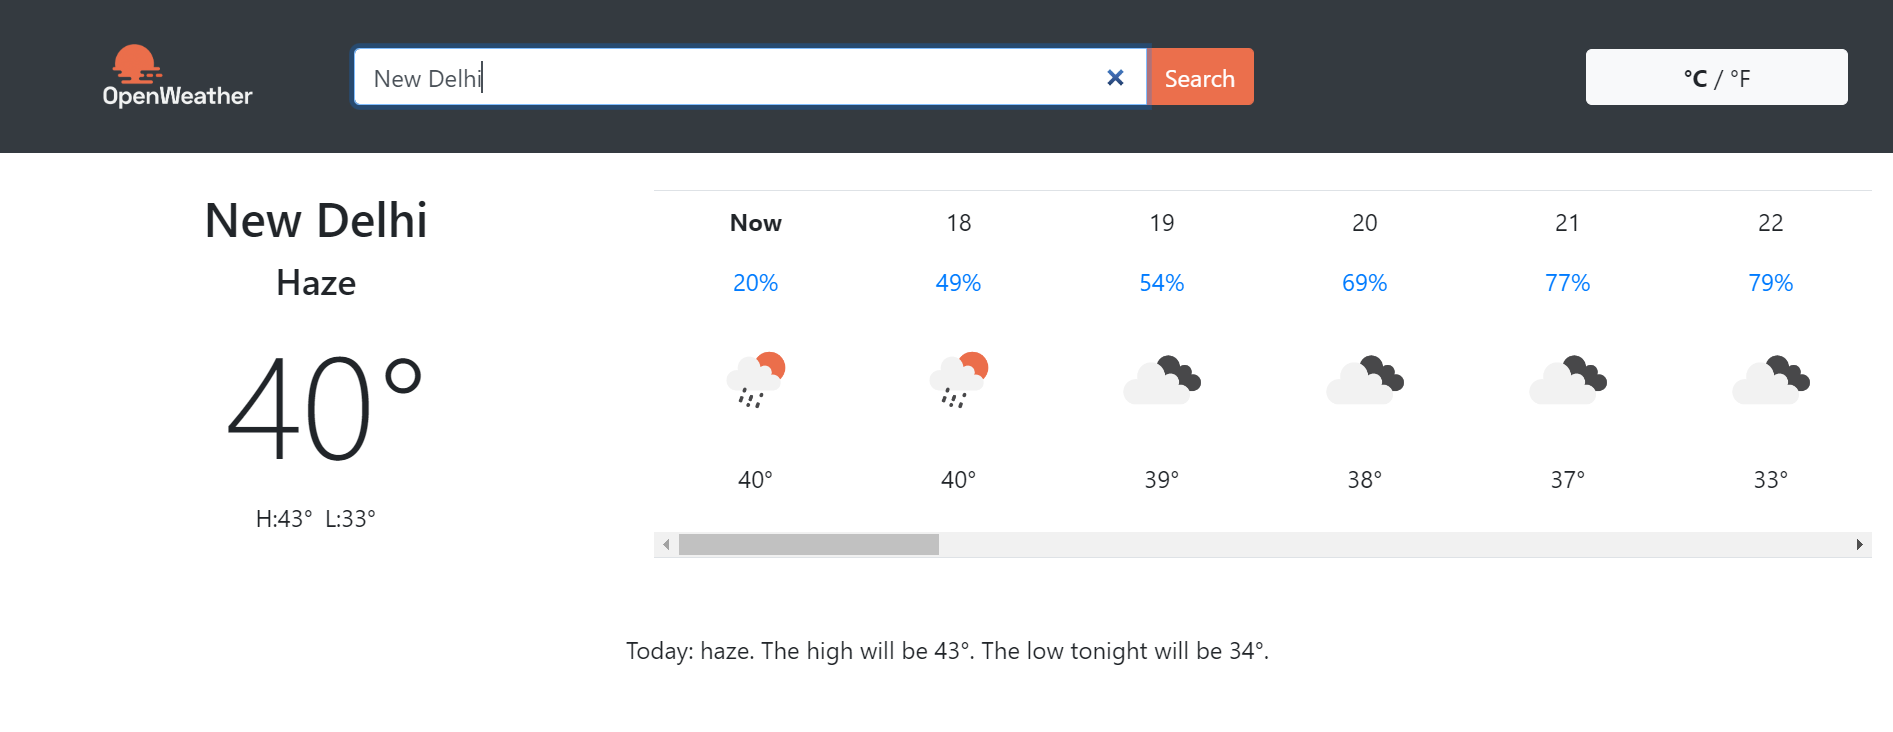 OpenWeather
New Delhi
Search
°C / °F
New Delhi
Haze
40°
H:43° L:33°
Now 18 19 20 21 22
20% 49% 54% 69% 77% 79%
40° 40° 39° 38° 37° 33°
Today: haze. The high will be 43°. The low tonight will be 34°.